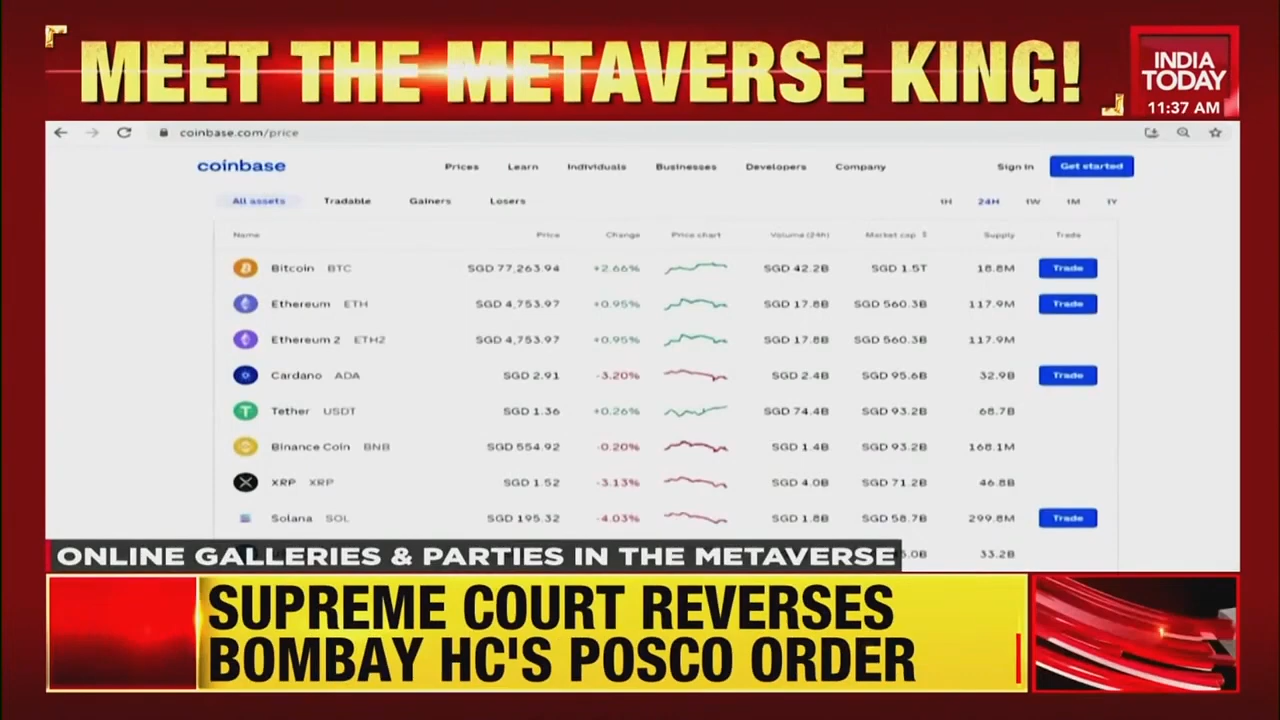 MEET THE METAVERSE KING!
INDIA
TODAY
11:37 AM
coinbase.com/price
coinbase Prices Learn Individuals Businesses Developers Company Sign in Get started
All assets Tradable Gainers Losers 1H 24H 1W 1M 1Y
Name Price Change Price chart Volume (24h) Market cap Supply Trade
Bitcoin BTC SGD 77,263.94 +2.66% SGD 42.2B SGD 1.5T 18.8M Trade
Ethereum ETH SGD 4,753.97 +0.95% SGD 17.8B SGD 560.3B 117.9M Trade
Ethereum 2 ETH2 SGD 4,753.97 +0.95% SGD 17.8B SGD 560.3B 117.9M
Cardano ADA SGD 2.91 -3.20% SGD 2.4B SGD 95.6B 32.9B Trade
Tether USDT SGD 1.36 +0.26% SGD 74.4B SGD 93.2B 68.7B
Binance Coin BNB SGD 554.92 -0.20% SGD 1.4B SGD 93.2B 168.1M
XRP XRP SGD 1.52 -3.13% SGD 4.0B SGD 71.2B 46.8B
Solana SOL SGD 195.32 -4.03% SGD 1.8B SGD 58.7B 299.8M Trade
33.2B
ONLINE GALLERIES & PARTIES IN THE METAVERSE
SUPREME COURT REVERSES
BOMBAY HC'S POSCO ORDER